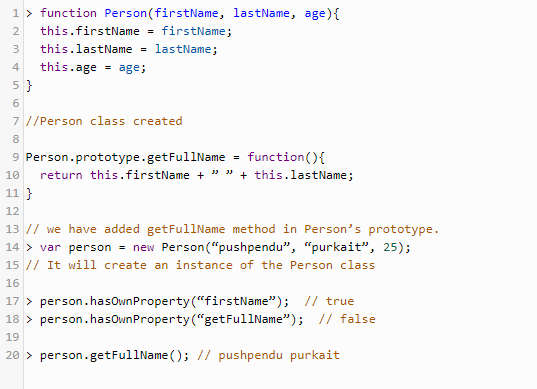 1 > function Person(firstName, lastName, age){
2   this.firstName = firstName;
3   this.lastName = lastName;
4   this.age = age;
5 }
6
7 //Person class created
8
9 Person.prototype.getFullName = function(){
10   return this.firstName + ” ” + this.lastName;
11 }
12
13 // we have added getFullName method in Person’s prototype.
14 > var person = new Person(“pushpendu”, “purkait”, 25);
15 // It will create an instance of the Person class
16
17 > person.hasOwnProperty(“firstName”);  // true
18 > person.hasOwnProperty(“getFullName”);  // false
19
20 > person.getFullName(); // pushpendu purkait